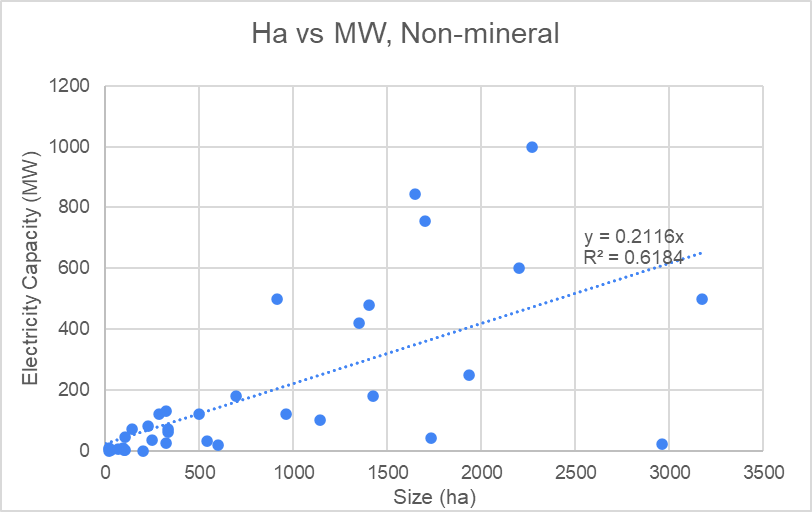 Ha vs MW, Non-mineral
1200
1000
800
600
400
200
0
Electricity Capacity (MW)
y = 0.2116x
R² = 0.6184
0 500 1000 1500 2000 2500 3000 3500
Size (ha)